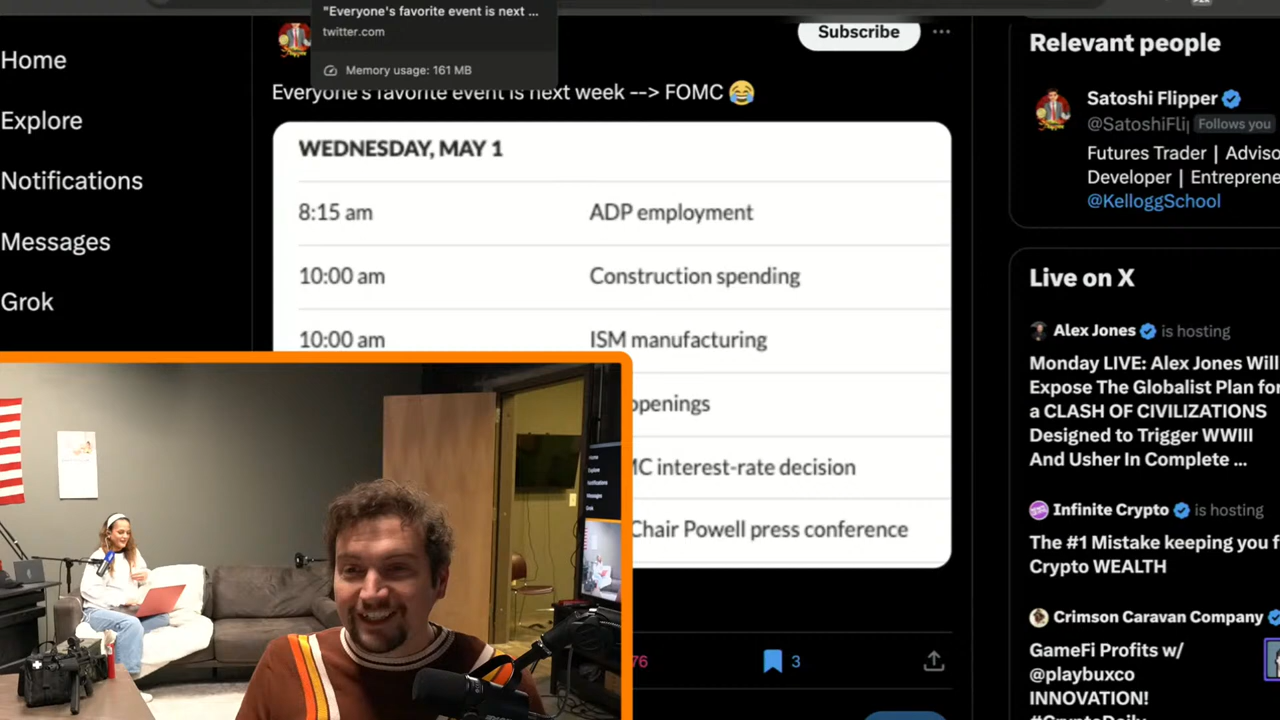 "Everyone's favorite event is next ...
twitter.com
Memory usage: 161 MB
Home
Explore
Notifications
Messages
Grok
Subscribe
Everyone's favorite event is next week --> FOMC 😂
WEDNESDAY, MAY 1
8:15 am ADP employment
10:00 am Construction spending
10:00 am ISM manufacturing
openings
MC interest-rate decision
Chair Powell press conference
76
3
Relevant people
Satoshi Flipper
@SatoshiFli Follows you
Futures Trader | Adviso
Developer | Entreprene
@KelloggSchool
Live on X
Alex Jones is hosting
Monday LIVE: Alex Jones Will
Expose The Globalist Plan for
a CLASH OF CIVILIZATIONS
Designed to Trigger WWIII
And Usher In Complete ...
Infinite Crypto is hosting
The #1 Mistake keeping you f
Crypto WEALTH
Crimson Caravan Company
GameFi Profits w/
@playbuxco
INNOVATION!
#CryptoDaily